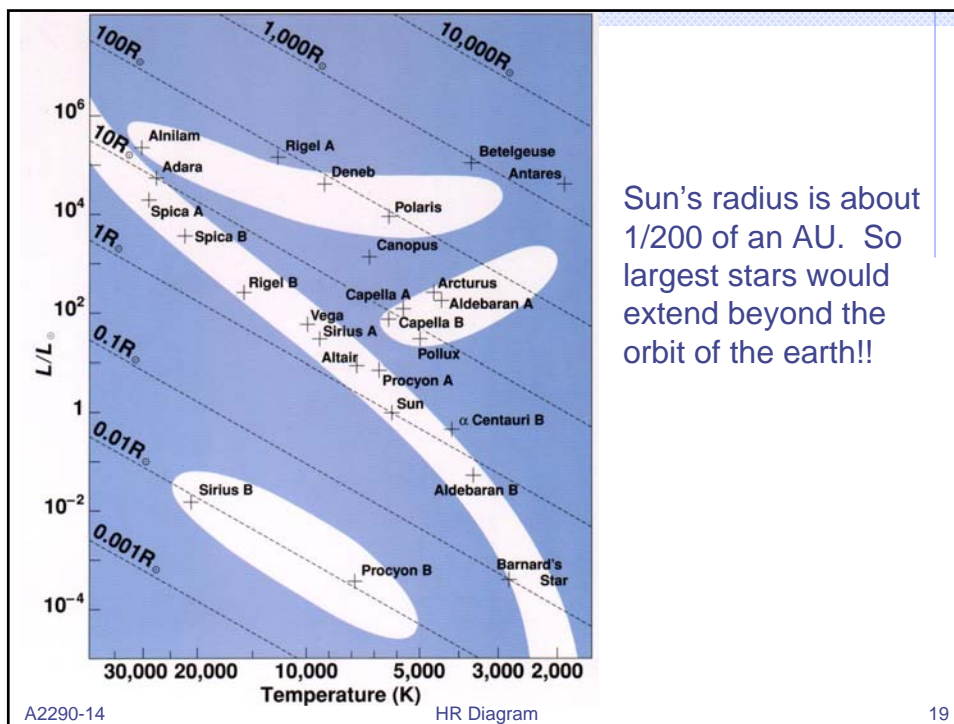 100R☉
1,000R☉
10,000R☉
10⁶
10R☉
Alnilam
Rigel A
Betelgeuse
Adara
Deneb
Antares
10⁴
Spica A
Polaris
1R☉
Spica B
Canopus
Rigel B
Arcturus
Capella A
Aldebaran A
10²
Vega
Capella B
Sirius A
0.1R☉
Altair
Pollux
Procyon A
L/L☉
1
Sun
α Centauri B
0.01R☉
Sirius B
Aldebaran B
10⁻²
0.001R☉
Procyon B
Barnard's
Star
10⁻⁴
30,000 20,000 10,000 5,000 3,000 2,000
Temperature (K)
Sun’s radius is about
1/200 of an AU. So
largest stars would
extend beyond the
orbit of the earth!!
A2290-14 HR Diagram 19